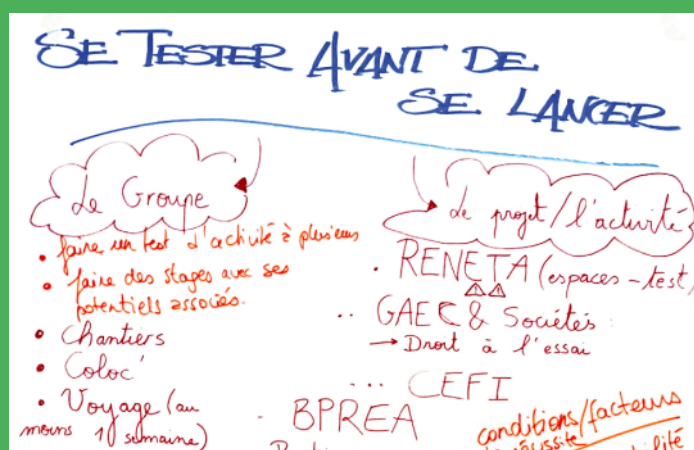 SE TESTER AVANT DE
SE LANCER
Le Groupe
• faire un test d'activité à plusieurs
• faire des stages avec ses
potentiels associés.
• Chantiers
• Coloc'
• Voyage (au
moins 1 semaine)
Le projet/l'activité
. RENETA (espaces-test)
.. GAEC & Sociétés :
→ Droit à l'essai
... CEFI
- BPREA
conditions/facteurs
réussite